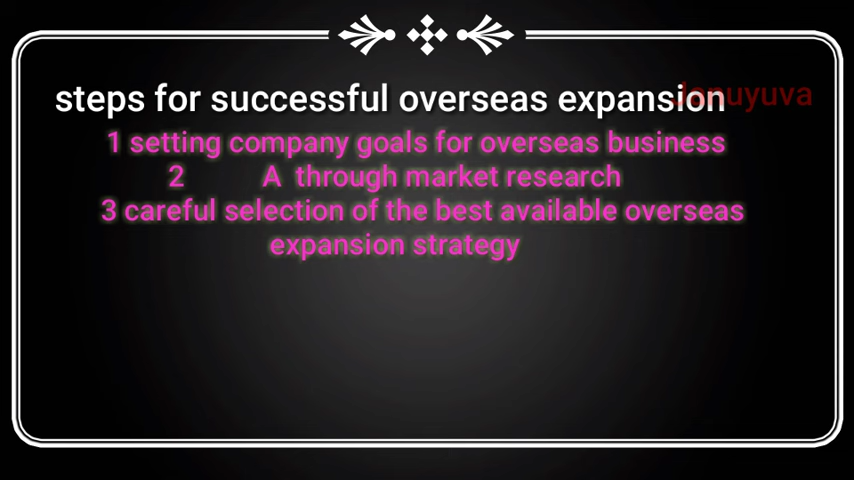 steps for successful overseas expansion
Januyuva
1 setting company goals for overseas business
2 A through market research
3 careful selection of the best available overseas
expansion strategy